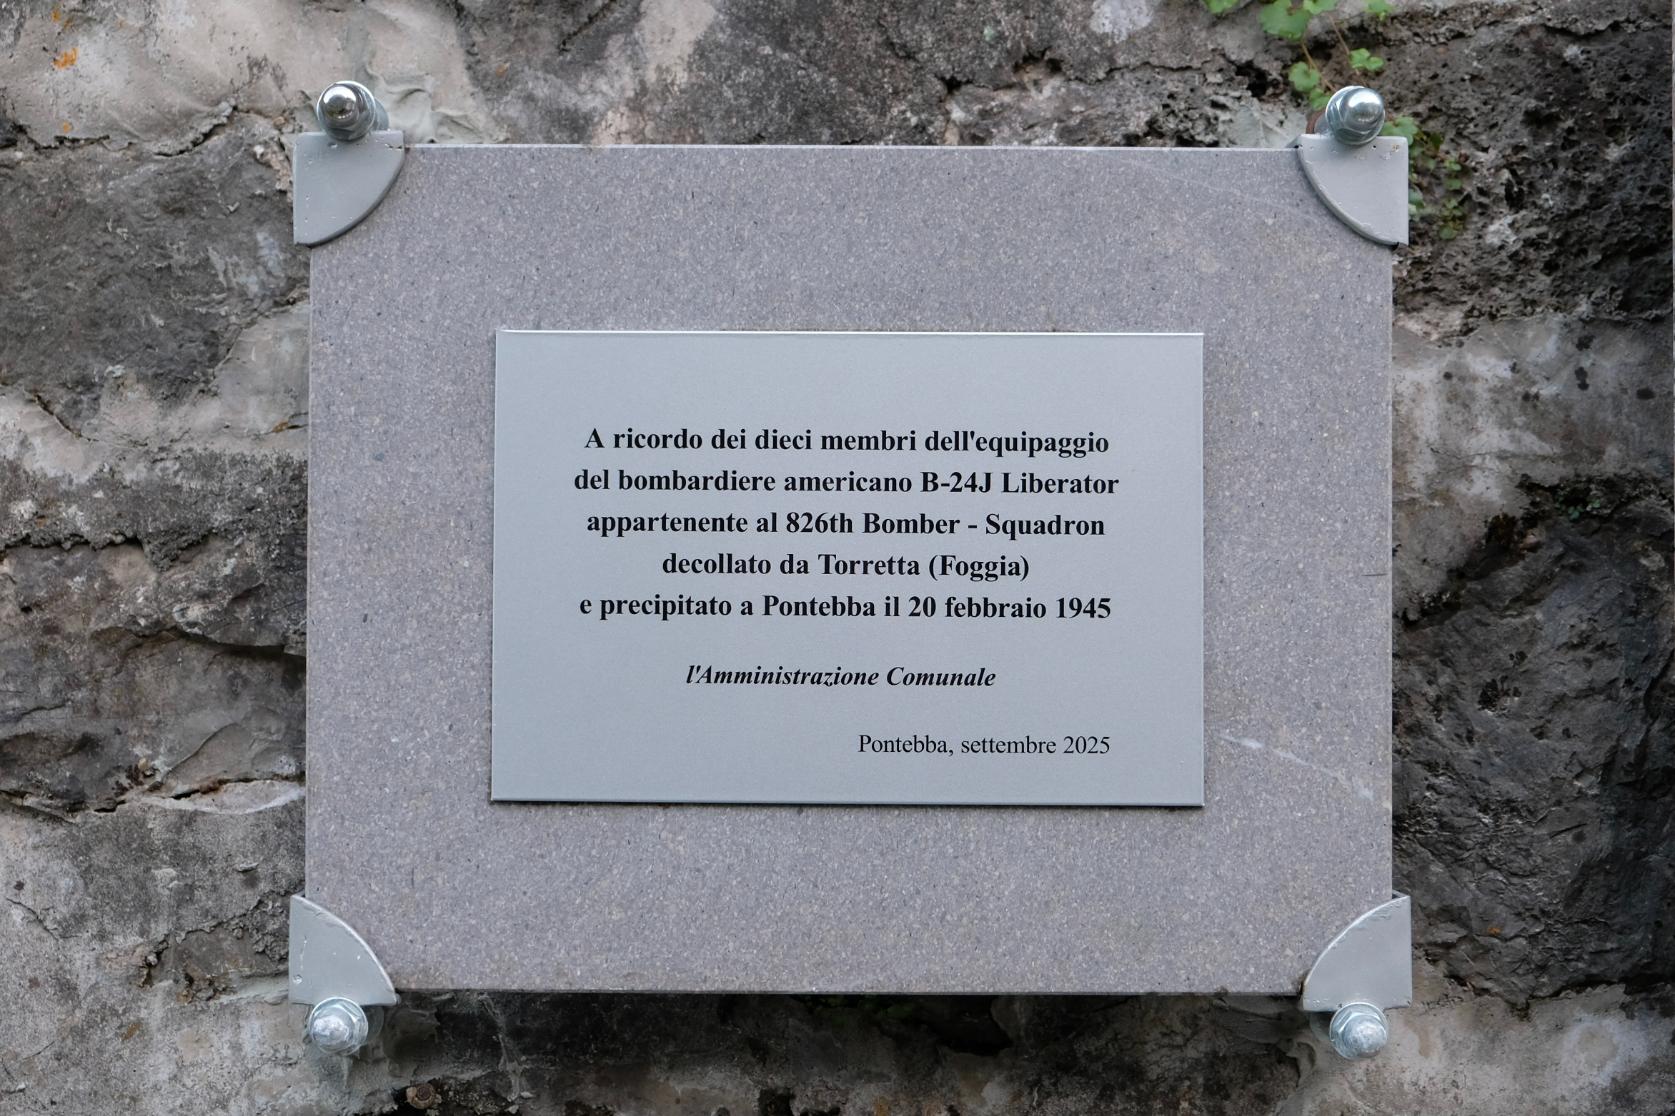 A ricordo dei dieci membri dell'equipaggio
del bombardiere americano B-24J Liberator
appartenente al 826th Bomber - Squadron
decollato da Torretta (Foggia)
e precipitato a Pontebba il 20 febbraio 1945
l'Amministrazione Comunale
Pontebba, settembre 2025